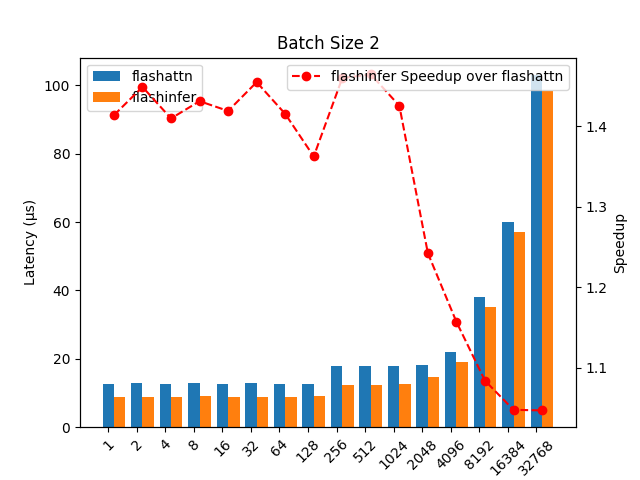 Batch Size 2
flashattn
flashinfer
flashinfer Speedup over flashattn
Latency (µs)
100
80
60
40
20
0
1.4
1.3
1.2
1.1
Speedup
1 2 4 8 16 32 64 128 256 512 1024 2048 4096 8192 16384 32768